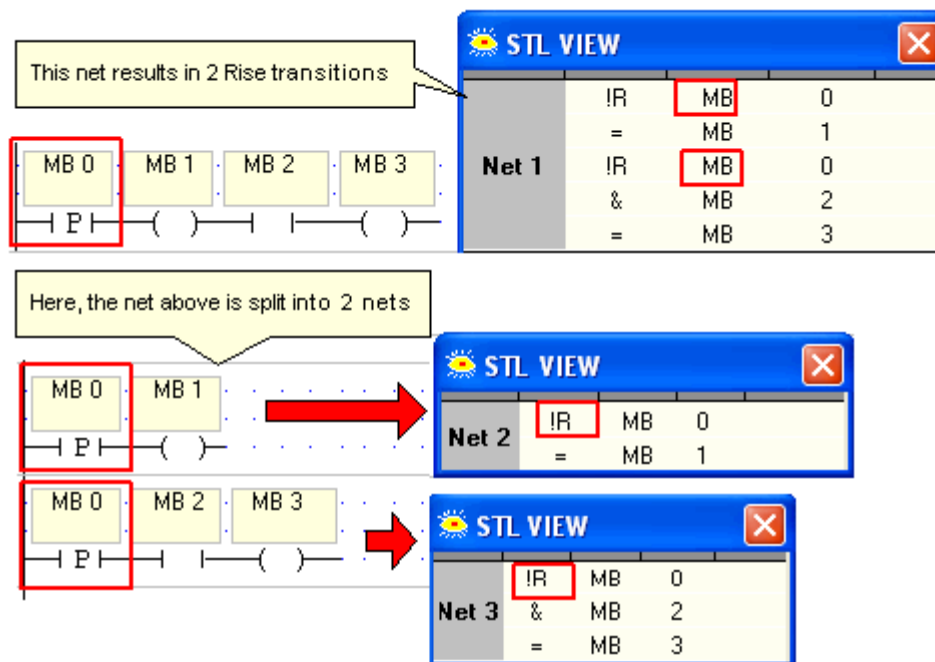 This net results in 2 Rise transitions
MB 0 MB 1 MB 2 MB 3
P
STL VIEW
Net 1
!R MB 0
= MB 1
!R MB 0
& MB 2
= MB 3
Here, the net above is split into 2 nets
MB 0 MB 1
P
STL VIEW
Net 2
!R MB 0
= MB 1
MB 0 MB 2 MB 3
P
STL VIEW
Net 3
!R MB 0
& MB 2
= MB 3